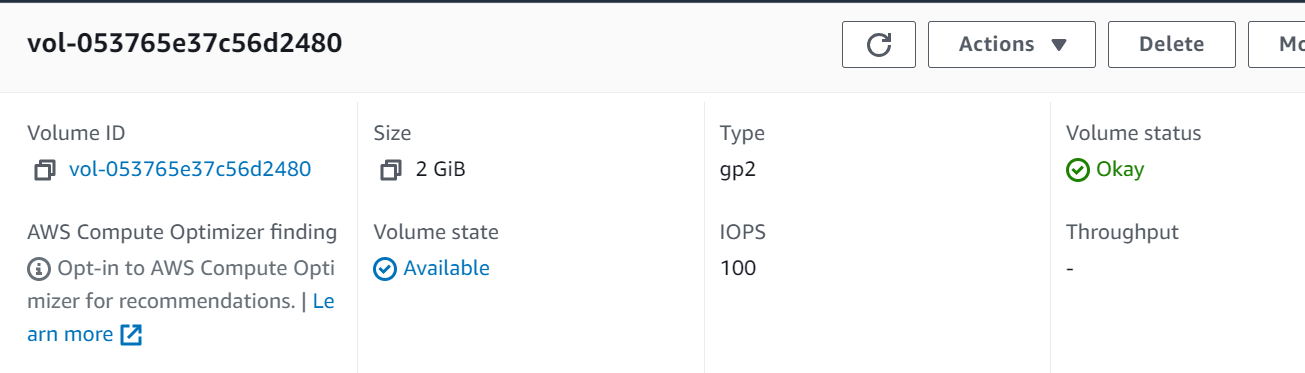 vol-053765e37c56d2480
Actions
Delete
Mo
Volume ID
vol-053765e37c56d2480
Size
2 GiB
Type
gp2
Volume status
Okay
AWS Compute Optimizer finding
Opt-in to AWS Compute Opti
mizer for recommendations. | Le
arn more
Volume state
Available
IOPS
100
Throughput
-